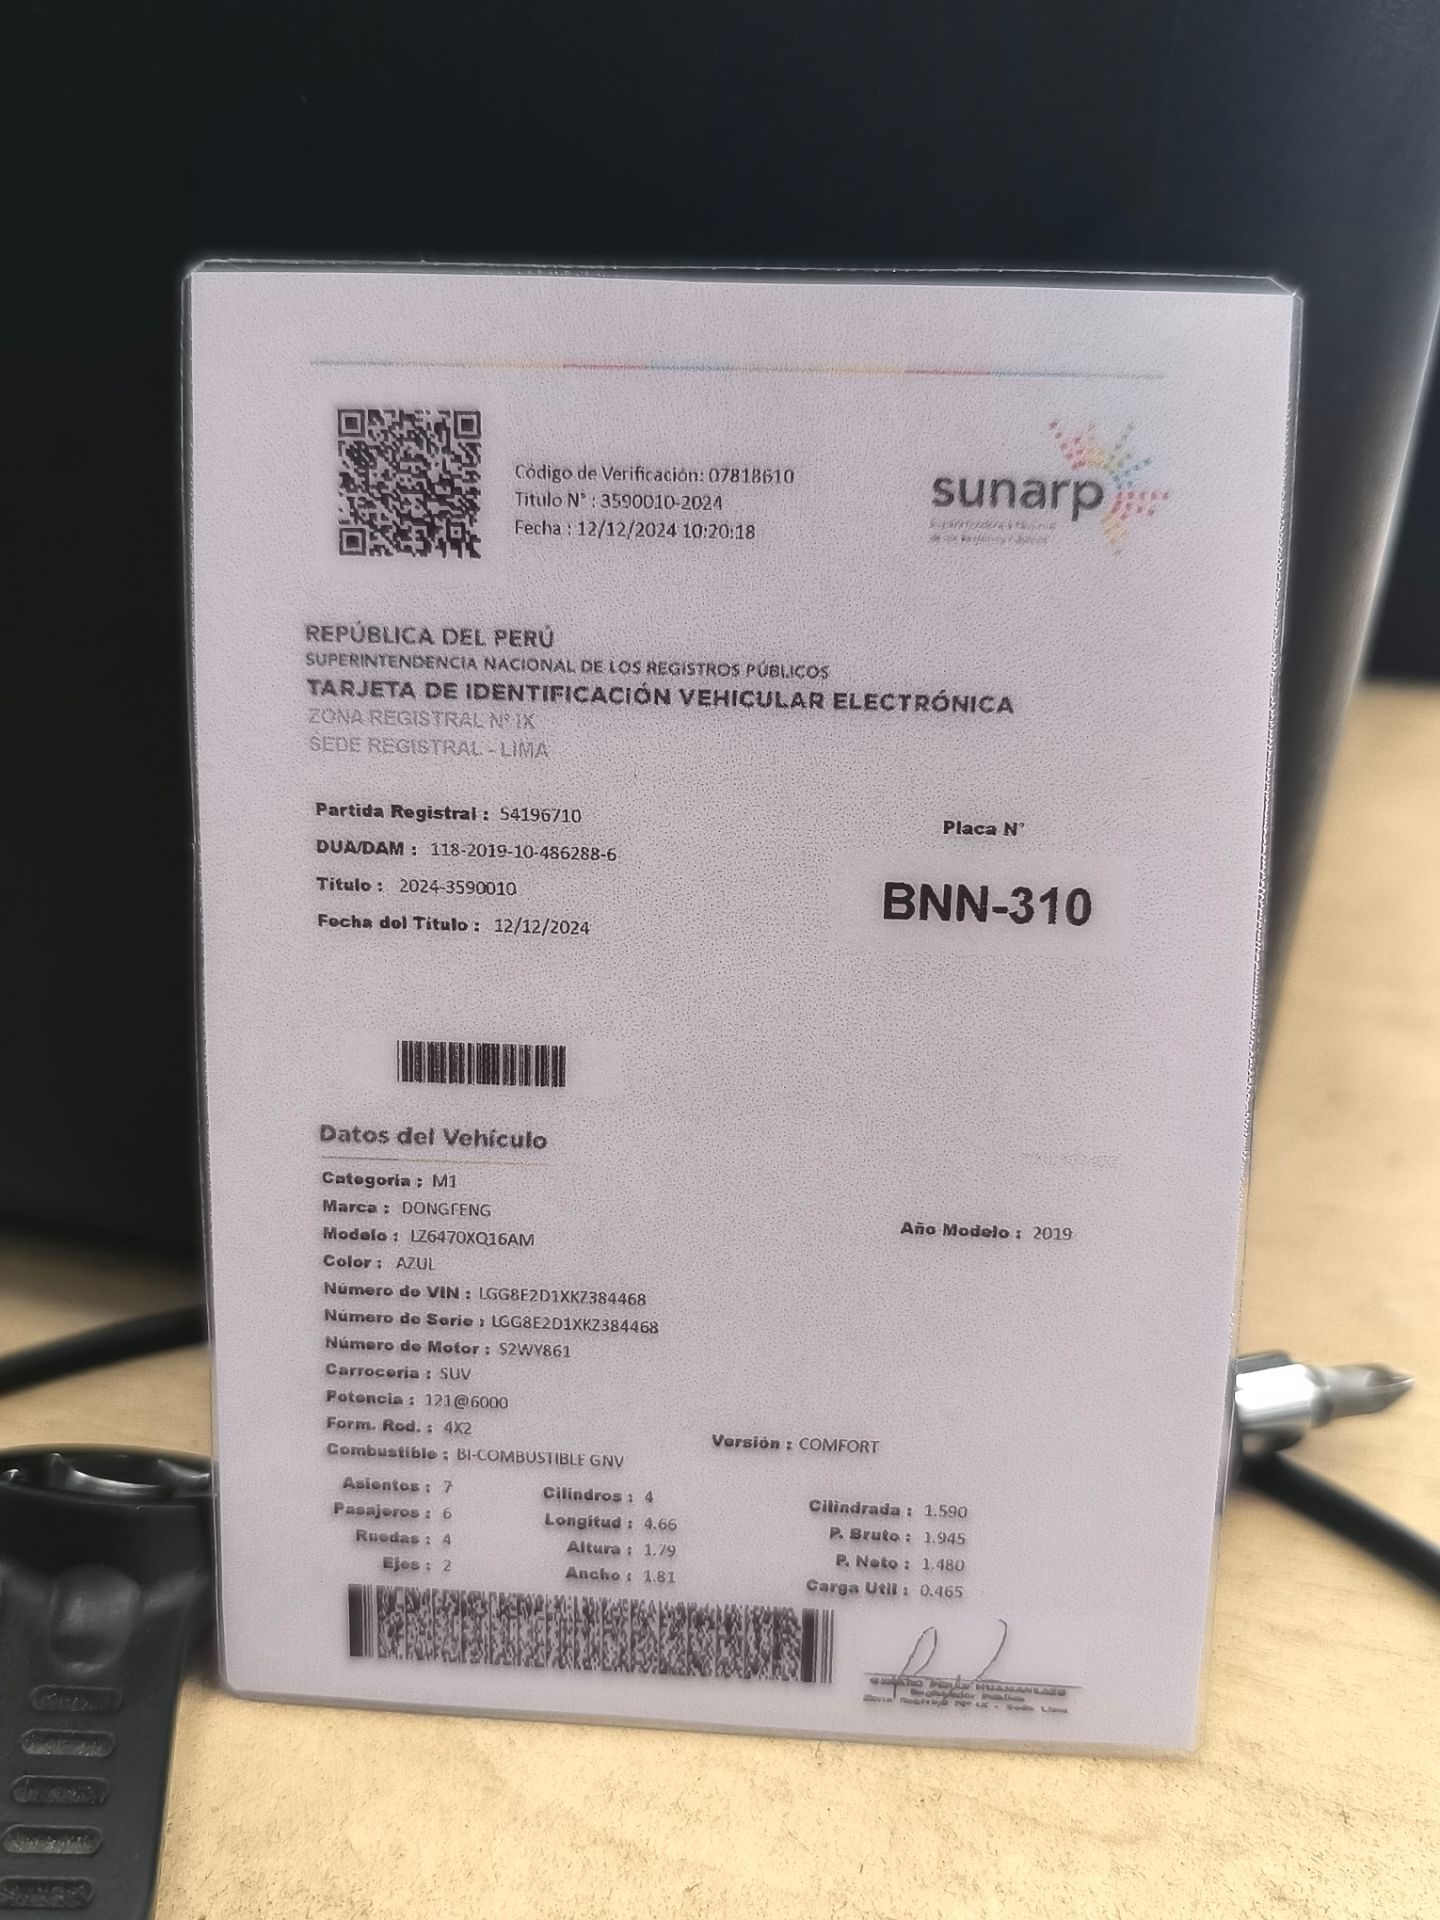 Código de Verificación: 07818610
Titulo N° : 3590010-2024
Fecha : 12/12/2024 10:20:18
sunarp
REPÚBLICA DEL PERÚ
SUPERINTENDENCIA NACIONAL DE LOS REGISTROS PÚBLICOS
TARJETA DE IDENTIFICACIÓN VEHICULAR ELECTRÓNICA
ZONA REGISTRAL N° IX
SEDE REGISTRAL - LIMA
Partida Registral : 54196710
DUA/DAM : 118-2019-10-486288-6
Titulo : 2024-3590010
Fecha del Titulo : 12/12/2024
Placa N°
BNN-310
Datos del Vehículo
Categoria : M1
Marca : DONGFENG
Modelo : LZ6470XQ16AM
Año Modelo : 2019
Color : AZUL
Número de VIN : LGG8E2D1XKZ384468
Número de Serie : LGG8E2D1XKZ384468
Número de Motor : S2WY861
Carroceria : SUV
Potencia : 121@6000
Form. Rod. : 4X2
Versión : COMFORT
Combustible : BI-COMBUSTIBLE GNV
Asientos : 7 Cilindros : 4 Cilindrada : 1.590
Pasajeros : 6 Longitud : 4.66 P. Bruto : 1.945
Ruedas : 4 Altura : 1.79 P. Neto : 1.480
Ejes : 2 Ancho : 1.81 Carga Util : 0.465